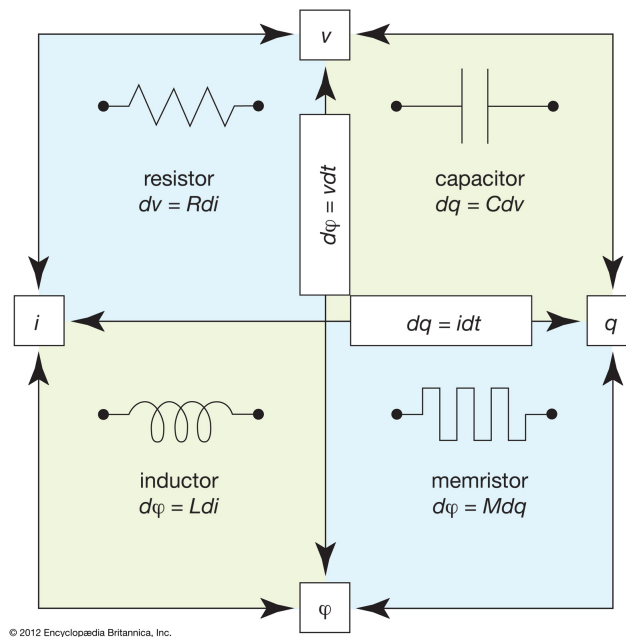 v
resistor
dv = Rdi
capacitor
dq = Cdv
dφ = vdt
i
dq = idt
q
inductor
dφ = Ldi
memristor
dφ = Mdq
φ
© 2012 Encyclopædia Britannica, Inc.